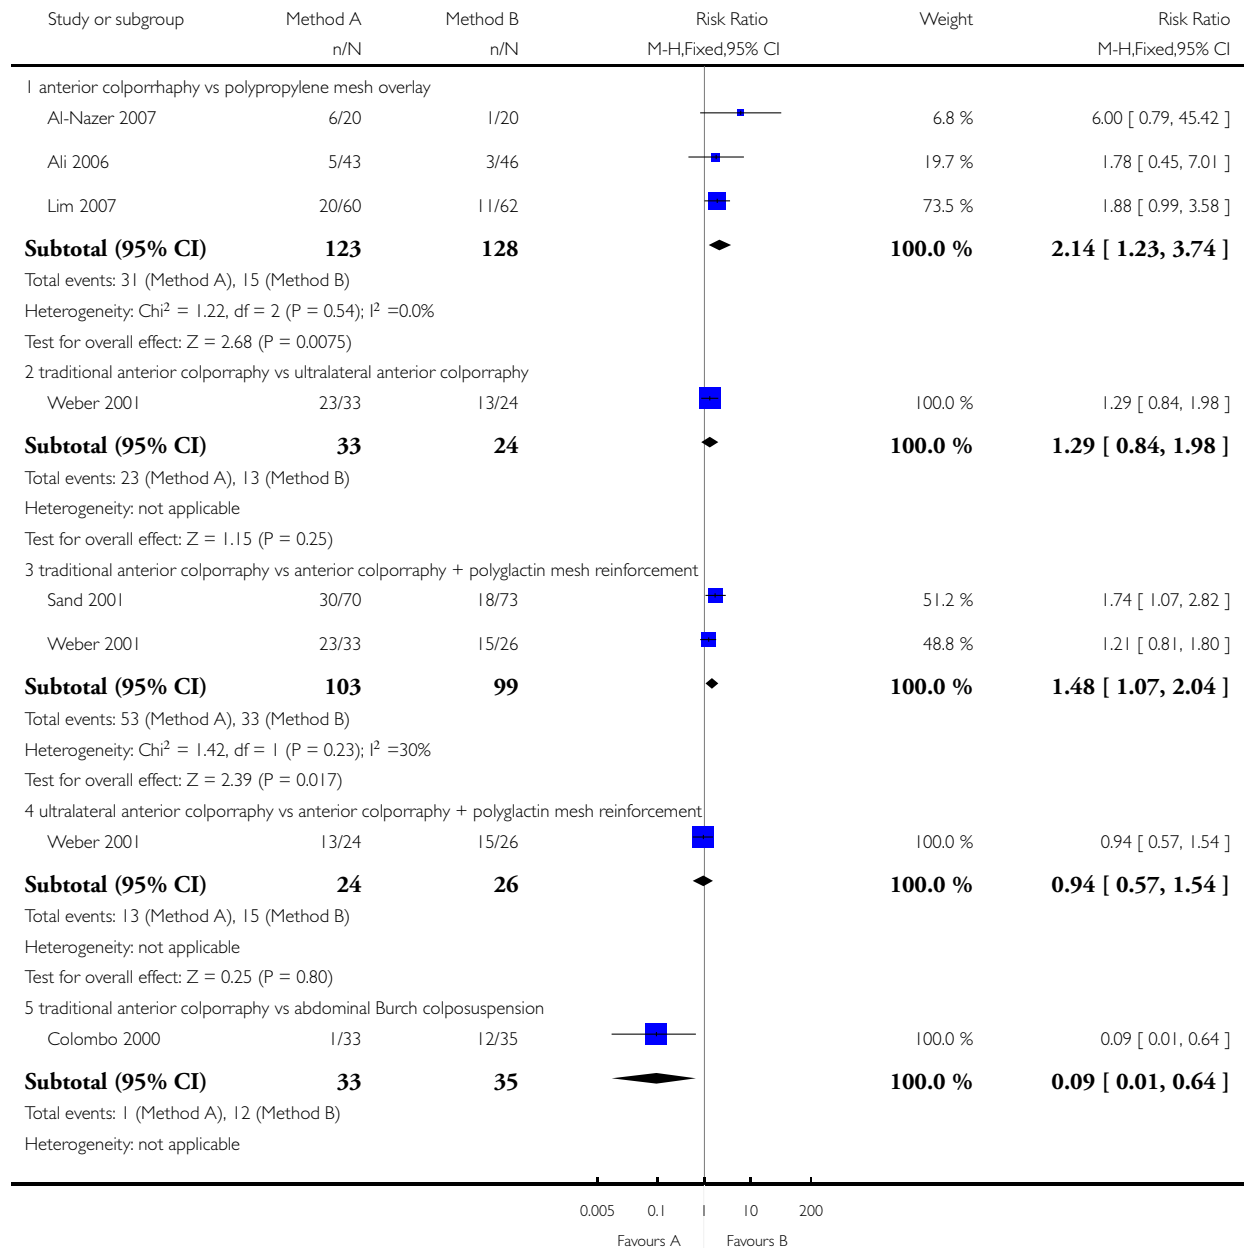 Study or subgroup Method A Method B Risk Ratio Weight Risk Ratio
n/N n/N M-H,Fixed,95% CI M-H,Fixed,95% CI
1 anterior colporrhaphy vs polypropylene mesh overlay
Al-Nazer 2007 6/20 1/20 6.8 % 6.00 [ 0.79, 45.42 ]
Ali 2006 5/43 3/46 19.7 % 1.78 [ 0.45, 7.01 ]
Lim 2007 20/60 11/62 73.5 % 1.88 [ 0.99, 3.58 ]
Subtotal (95% CI) 123 128 100.0 % 2.14 [ 1.23, 3.74 ]
Total events: 31 (Method A), 15 (Method B)
Heterogeneity: Chi² = 1.22, df = 2 (P = 0.54); I² =0.0%
Test for overall effect: Z = 2.68 (P = 0.0075)
2 traditional anterior colporraphy vs ultralateral anterior colporraphy
Weber 2001 23/33 13/24 100.0 % 1.29 [ 0.84, 1.98 ]
Subtotal (95% CI) 33 24 100.0 % 1.29 [ 0.84, 1.98 ]
Total events: 23 (Method A), 13 (Method B)
Heterogeneity: not applicable
Test for overall effect: Z = 1.15 (P = 0.25)
3 traditional anterior colporraphy vs anterior colporraphy + polyglactin mesh reinforcement
Sand 2001 30/70 18/73 51.2 % 1.74 [ 1.07, 2.82 ]
Weber 2001 23/33 15/26 48.8 % 1.21 [ 0.81, 1.80 ]
Subtotal (95% CI) 103 99 100.0 % 1.48 [ 1.07, 2.04 ]
Total events: 53 (Method A), 33 (Method B)
Heterogeneity: Chi² = 1.42, df = 1 (P = 0.23); I² =30%
Test for overall effect: Z = 2.39 (P = 0.017)
4 ultralateral anterior colporraphy vs anterior colporraphy + polyglactin mesh reinforcement
Weber 2001 13/24 15/26 100.0 % 0.94 [ 0.57, 1.54 ]
Subtotal (95% CI) 24 26 100.0 % 0.94 [ 0.57, 1.54 ]
Total events: 13 (Method A), 15 (Method B)
Heterogeneity: not applicable
Test for overall effect: Z = 0.25 (P = 0.80)
5 traditional anterior colporraphy vs abdominal Burch colposuspension
Colombo 2000 1/33 12/35 100.0 % 0.09 [ 0.01, 0.64 ]
Subtotal (95% CI) 33 35 100.0 % 0.09 [ 0.01, 0.64 ]
Total events: 1 (Method A), 12 (Method B)
Heterogeneity: not applicable
0.005 0.1 1 10 200
Favours A Favours B